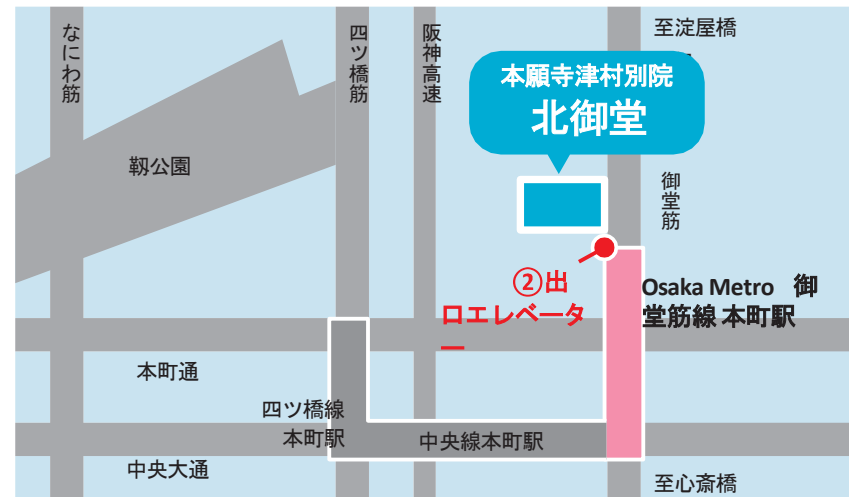 なにわ筋
四ツ橋筋
阪神高速
至淀屋橋
本願寺津村別院
北御堂
靱公園
御堂筋
②出
口エレベータ
ー
Osaka Metro 御
堂筋線 本町駅
本町通
四ツ橋線
本町駅
中央線本町駅
中央大通
至心斎橋